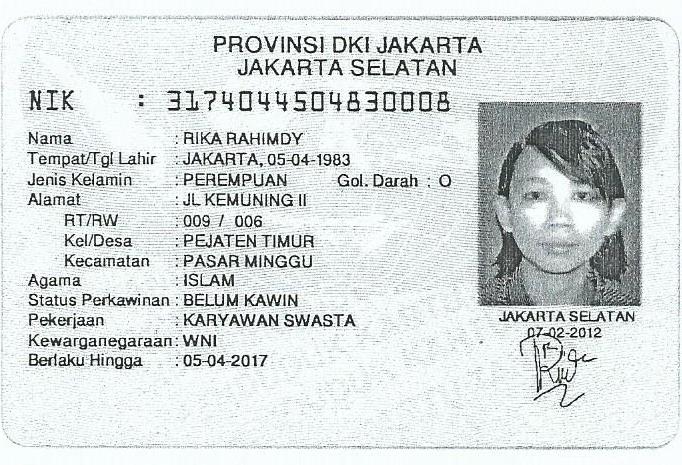 PROVINSI DKI JAKARTA
JAKARTA SELATAN
NIK : 3174044504830008
Nama : RIKA RAHIMDY
Tempat/Tgl Lahir : JAKARTA, 05-04-1983
Jenis Kelamin : PEREMPUAN Gol. Darah : O
Alamat : JL KEMUNING II
RT/RW : 009 / 006
Kel/Desa : PEJATEN TIMUR
Kecamatan : PASAR MINGGU
Agama : ISLAM
Status Perkawinan : BELUM KAWIN
Pekerjaan : KARYAWAN SWASTA
Kewarganegaraan : WNI
Berlaku Hingga : 05-04-2017
JAKARTA SELATAN
07-02-2012